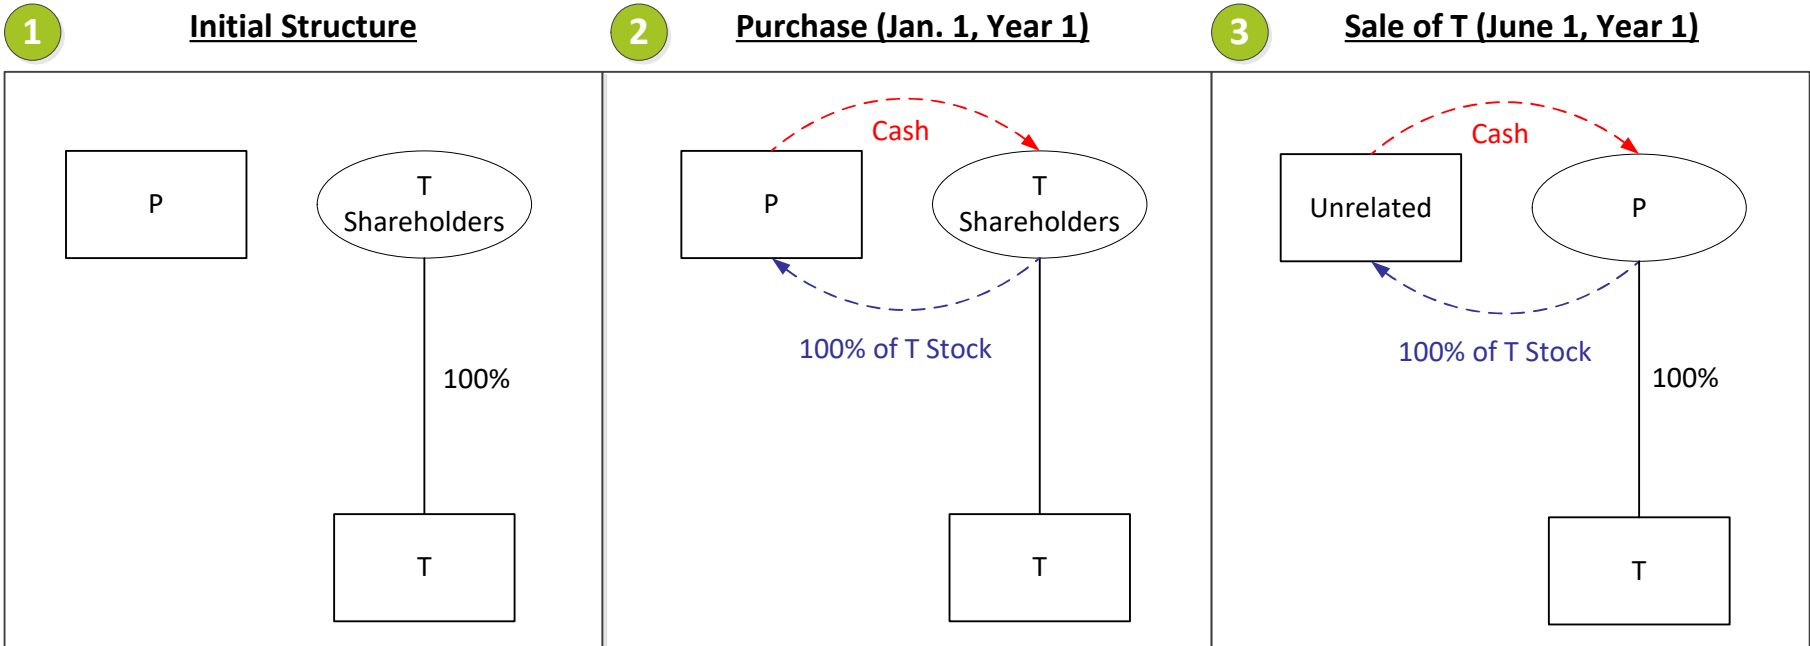 1
Initial Structure
P
T
Shareholders
100%
T
2
Purchase (Jan. 1, Year 1)
Cash
P
T
Shareholders
100% of T Stock
T
3
Sale of T (June 1, Year 1)
Cash
Unrelated
P
100% of T Stock
100%
T